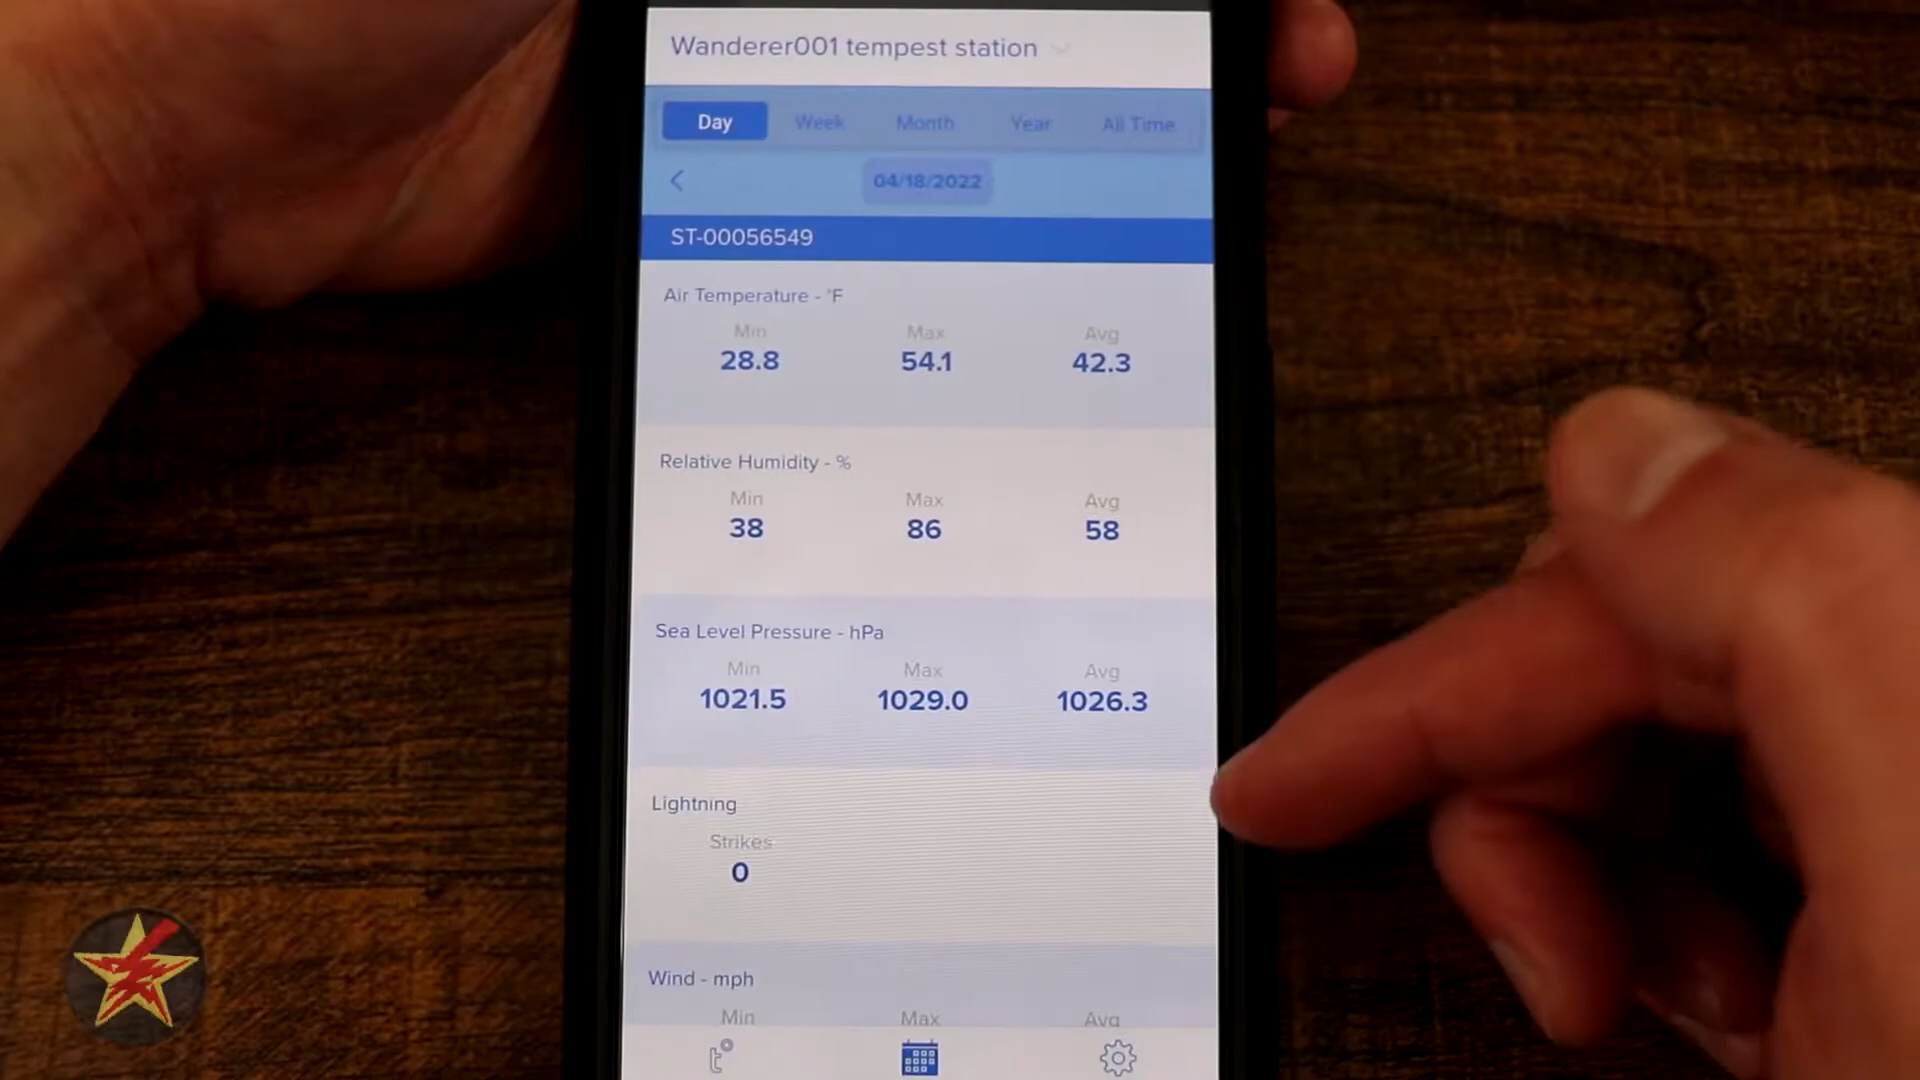 Wanderer001 tempest station
Day Week Month Year All Time
04/18/2022
ST-00056549
Air Temperature - °F
Min Max Avg
28.8 54.1 42.3
Relative Humidity - %
Min Max Avg
38 86 58
Sea Level Pressure - hPa
Min Max Avg
1021.5 1029.0 1026.3
Lightning
Strikes
0
Wind - mph
Min Max Avg